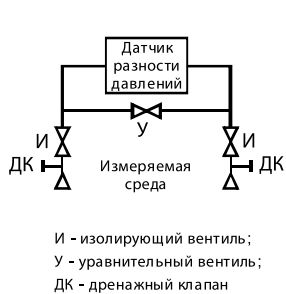 Датчик
разности
давлений
У
И
И
ДК
ДК
Измеряемая
среда
И - изолирующий вентиль;
У - уравнительный вентиль;
ДК - дренажный клапан